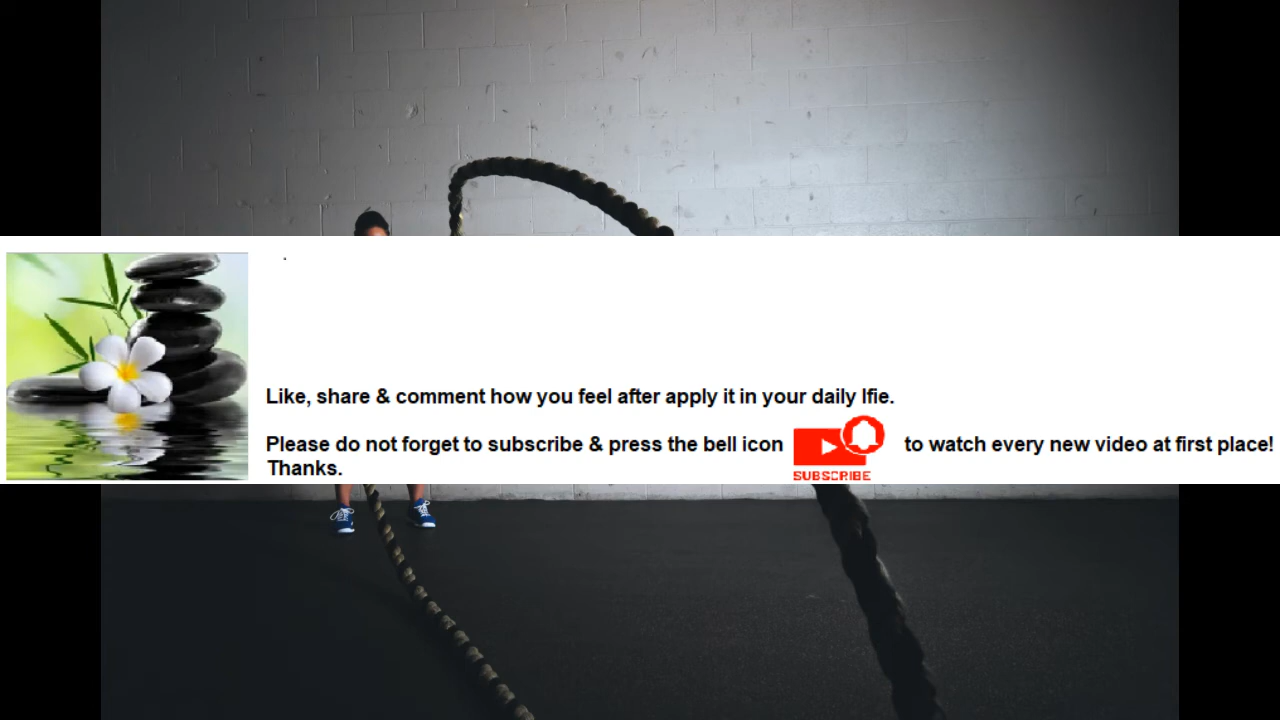 Like, share & comment how you feel after apply it in your daily lfie.
Please do not forget to subscribe & press the bell icon to watch every new video at first place!
SUBSCRIBE
Thanks.